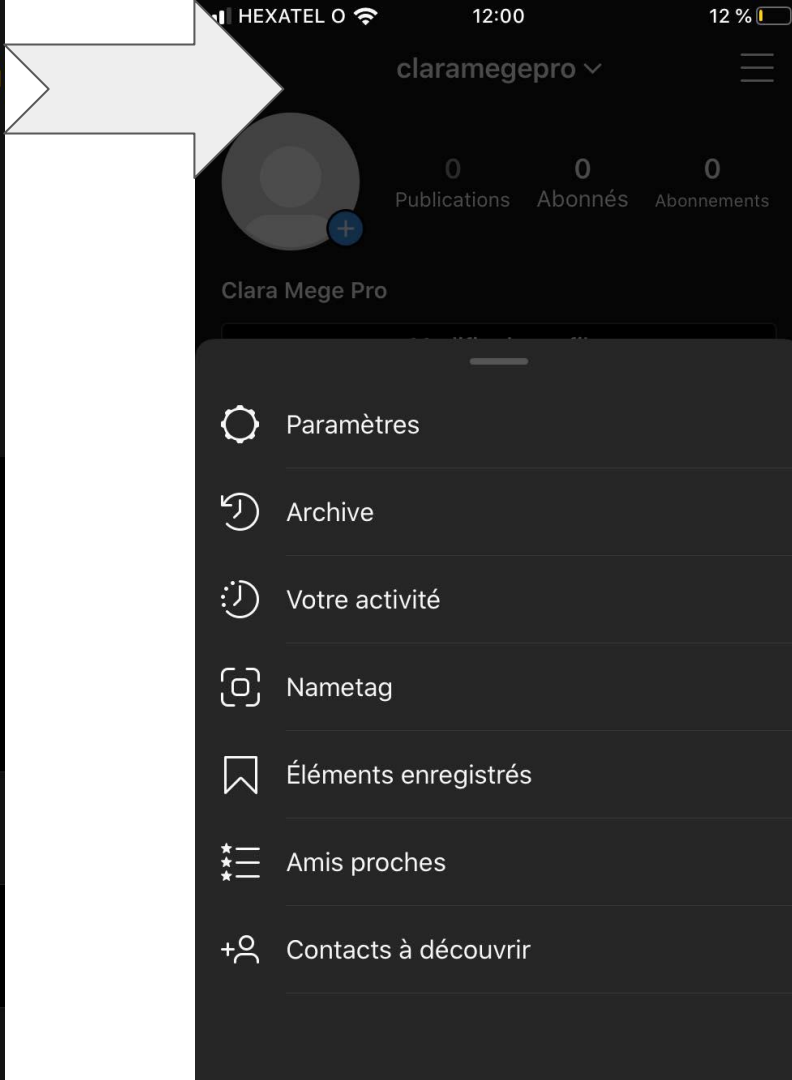 HEXATEL O 12:00 12 %
claramegepro
0 0 0
Publications Abonnés Abonnements
Clara Mege Pro
Paramètres
Archive
Votre activité
Nametag
Éléments enregistrés
Amis proches
Contacts à découvrir